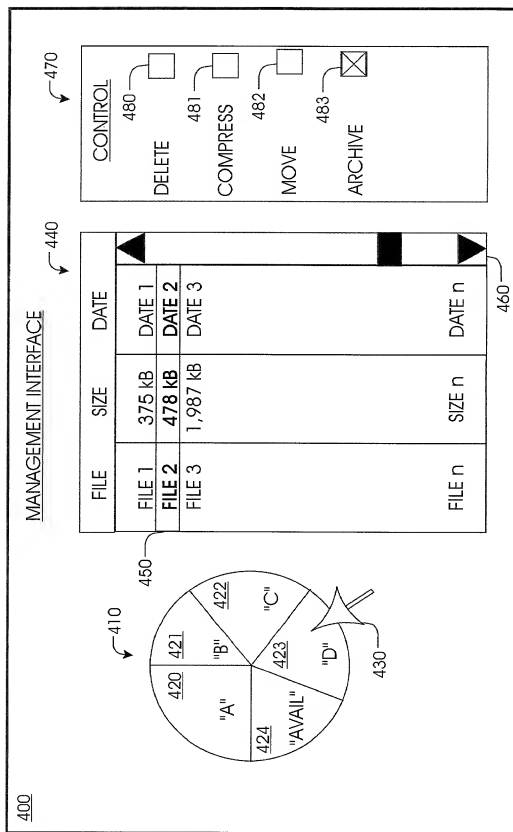 400
MANAGEMENT INTERFACE
410
420
421
422
423
424
"A"
"B"
"C"
"D"
"AVAIL"
430
440
FILE SIZE DATE
FILE 1 375 kB DATE 1
FILE 2 478 kB DATE 2
FILE 3 1,987 kB DATE 3
FILE n SIZE n DATE n
450
460
470
CONTROL
DELETE 480
COMPRESS 481
MOVE 482
ARCHIVE 483